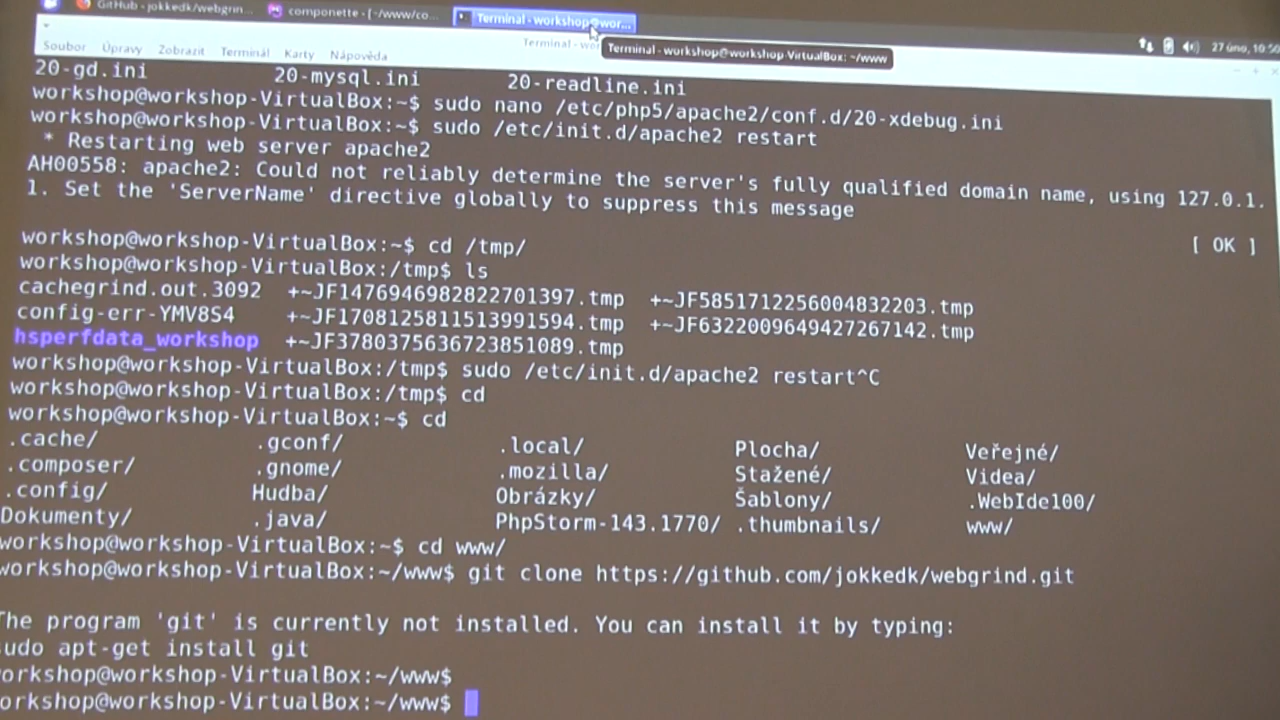 GitHub - jokkedk/webgrin... componette - [~/www/co... Terminal - workshop@wor...
27 úno, 10:50
Soubor Úpravy Zobrazit Terminál Karty Nápověda
Terminal - wor
Terminal - workshop@workshop-VirtualBox: ~/www
20-gd.ini 20-mysql.ini 20-readline.ini
workshop@workshop-VirtualBox:~$ sudo nano /etc/php5/apache2/conf.d/20-xdebug.ini
workshop@workshop-VirtualBox:~$ sudo /etc/init.d/apache2 restart
* Restarting web server apache2
AH00558: apache2: Could not reliably determine the server's fully qualified domain name, using 127.0.1.
1. Set the 'ServerName' directive globally to suppress this message
[ OK ]
workshop@workshop-VirtualBox:~$ cd /tmp/
workshop@workshop-VirtualBox:/tmp$ ls
cachegrind.out.3092 +~JF1476946982822701397.tmp +~JF5851712256004832203.tmp
config-err-YMV8S4 +~JF1708125811513991594.tmp +~JF6322009649427267142.tmp
hsperfdata_workshop +~JF3780375636723851089.tmp
workshop@workshop-VirtualBox:/tmp$ sudo /etc/init.d/apache2 restart^C
workshop@workshop-VirtualBox:/tmp$ cd
workshop@workshop-VirtualBox:~$ cd
.cache/ .gconf/ .local/ Plocha/ Veřejné/
.composer/ .gnome/ .mozilla/ Stažené/ Videa/
.config/ Hudba/ Obrázky/ Šablony/ .WebIde100/
Dokumenty/ .java/ PhpStorm-143.1770/ .thumbnails/ www/
workshop@workshop-VirtualBox:~$ cd www/
workshop@workshop-VirtualBox:~/www$ git clone https://github.com/jokkedk/webgrind.git
The program 'git' is currently not installed. You can install it by typing:
sudo apt-get install git
workshop@workshop-VirtualBox:~/www$
workshop@workshop-VirtualBox:~/www$